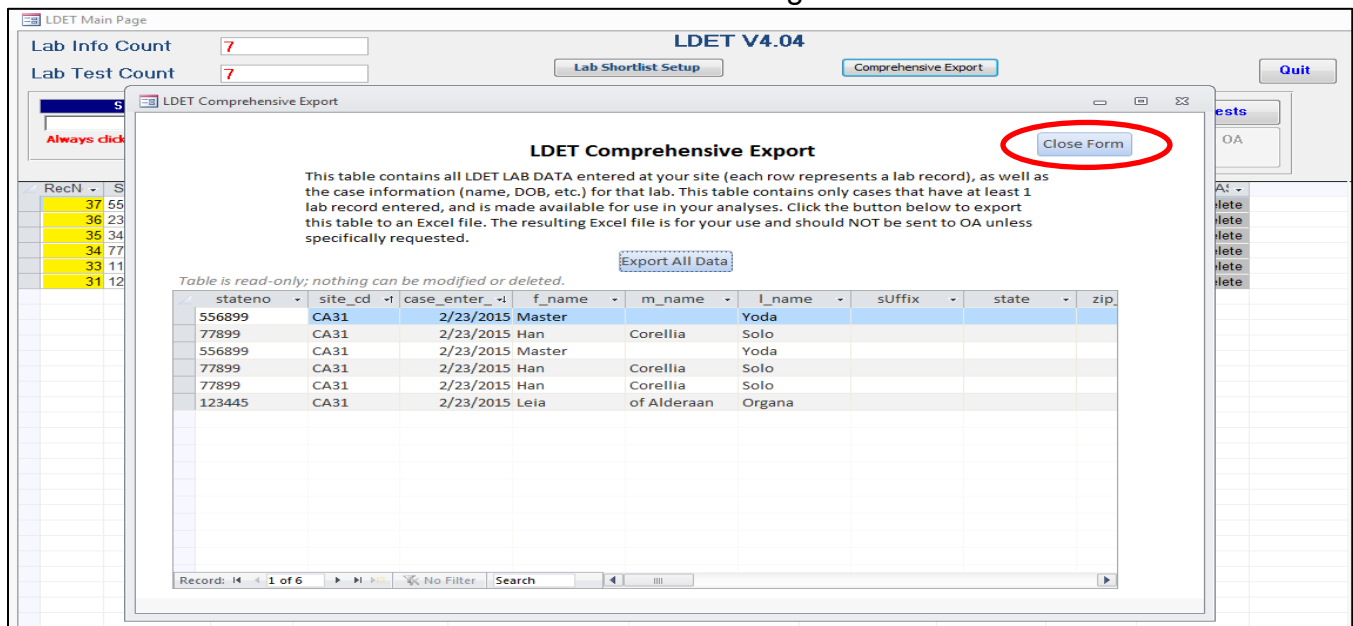 LDET Main Page
Lab Info Count 7 LDET V4.04
Lab Test Count 7 Lab Shortlist Setup Comprehensive Export Quit
LDET Comprehensive Export
Always click
OA
Close Form
LDET Comprehensive Export
This table contains all LDET LAB DATA entered at your site (each row represents a lab record), as well as
the case information (name, DOB, etc.) for that lab. This table contains only cases that have at least 1
lab record entered, and is made available for use in your analyses. Click the button below to export
this table to an Excel file. The resulting Excel file is for your use and should NOT be sent to OA unless
specifically requested.
Export All Data
Table is read-only; nothing can be modified or deleted.
RecN S
37 55
36 23
35 34
34 77
33 11
31 12
stateno site_cd case_enter_ f_name m_name l_name sUffix state zip_
556899 CA31 2/23/2015 Master Yoda
77899 CA31 2/23/2015 Han Corellia Solo
556899 CA31 2/23/2015 Master Yoda
77899 CA31 2/23/2015 Han Corellia Solo
77899 CA31 2/23/2015 Han Corellia Solo
123445 CA31 2/23/2015 Leia of Alderaan Organa
Record: 1 of 6 No Filter Search